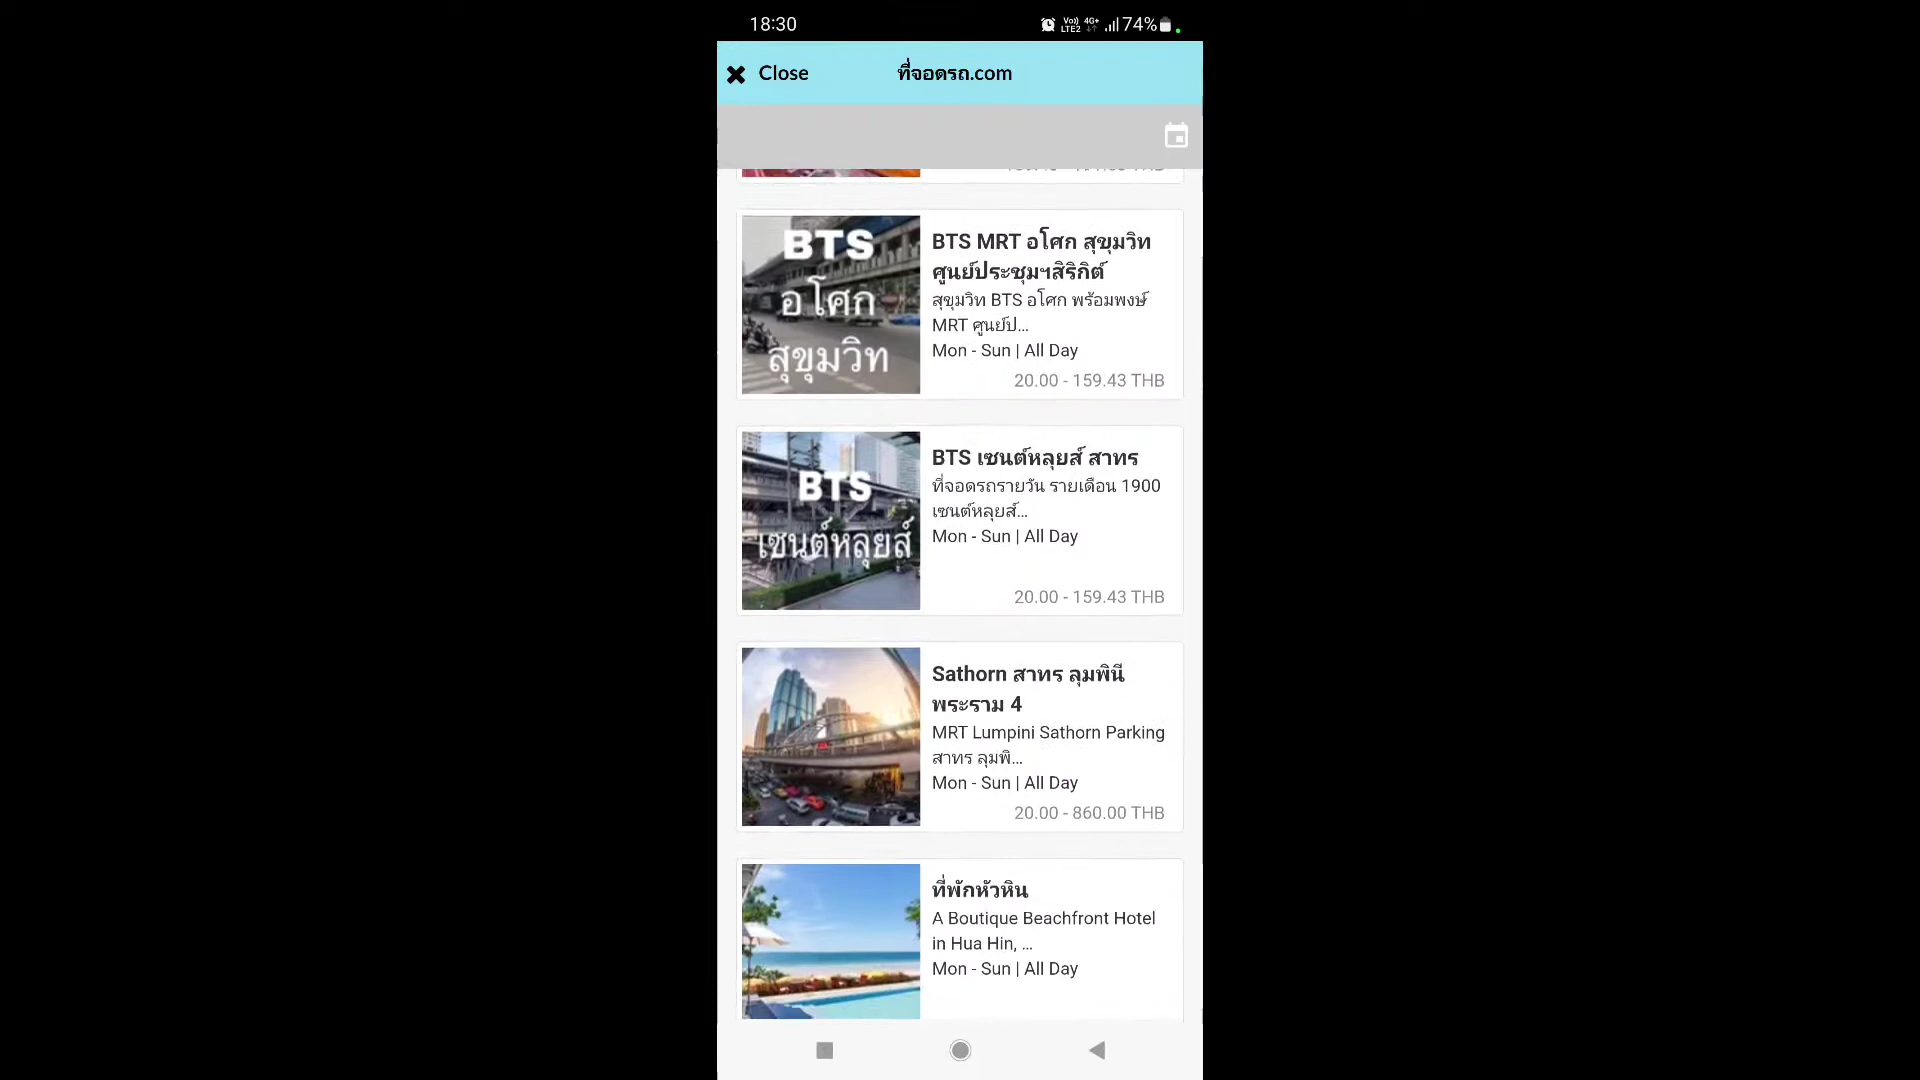 18:30
Vo))
LTE2
4G+
74%
Close
ที่จอดรถ.com
BTS
อโศก
สุขุมวิท
BTS MRT อโศก สุขุมวิท
ศูนย์ประชุมฯสิริกิต์
สุขุมวิท BTS อโศก พร้อมพงษ์
MRT ศูนย์ป...
Mon - Sun | All Day
20.00 - 159.43 THB
BTS
เซนต์หลุยส์
BTS เซนต์หลุยส์ สาทร
ที่จอดรถรายวัน รายเดือน 1900
เซนต์หลุยส์...
Mon - Sun | All Day
20.00 - 159.43 THB
Sathorn สาทร ลุมพินี
พระราม 4
MRT Lumpini Sathorn Parking
สาทร ลุมพิ...
Mon - Sun | All Day
20.00 - 860.00 THB
ที่พักหัวหิน
A Boutique Beachfront Hotel
in Hua Hin, ...
Mon - Sun | All Day